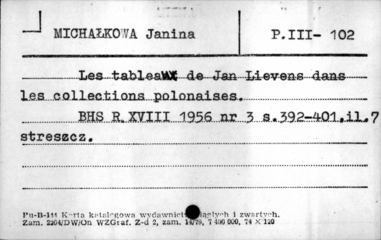 MICHAŁKOWA Janina P.III- 102
Les tableaux de Jan Lievens dans
les collections polonaises.
BHS R.XVIII 1956 nr 3 s.392-401,il.7
streszcz.
Pu-B-144 Karta katalogowa wydawnictw ciągłych i zwartych.
Zam. 2264/DW/On WZGraf. Z-d 2, zam. 14/78, 7 400 000, 74 X 120